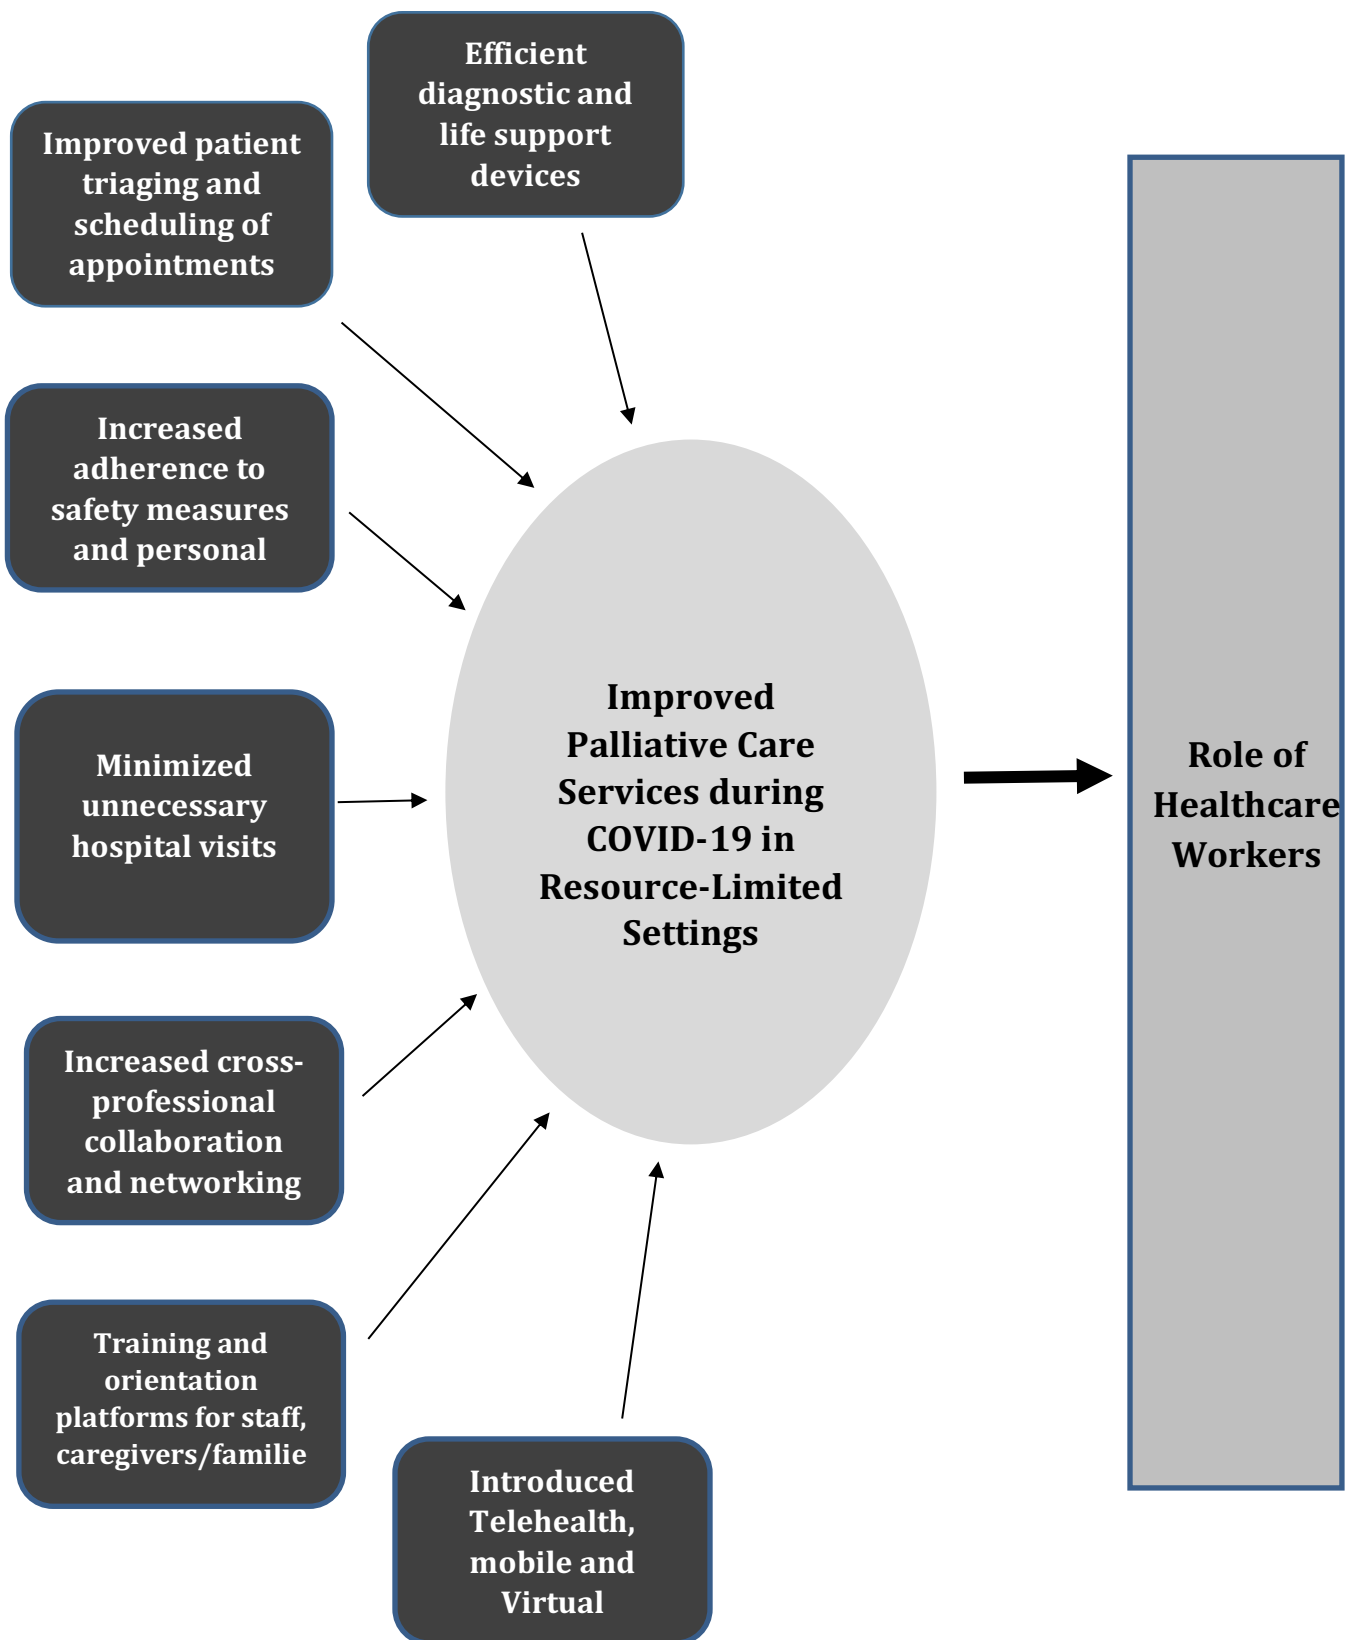 Efficient
diagnostic and
life support
devices
Improved patient
triaging and
scheduling of
appointments
Increased
adherence to
safety measures
and personal
Minimized
unnecessary
hospital visits
Increased cross-
professional
collaboration
and networking
Training and
orientation
platforms for staff,
caregivers/familie
Introduced
Telehealth,
mobile and
Virtual
Improved
Palliative Care
Services during
COVID-19 in
Resource-Limited
Settings
Role of
Healthcare
Workers